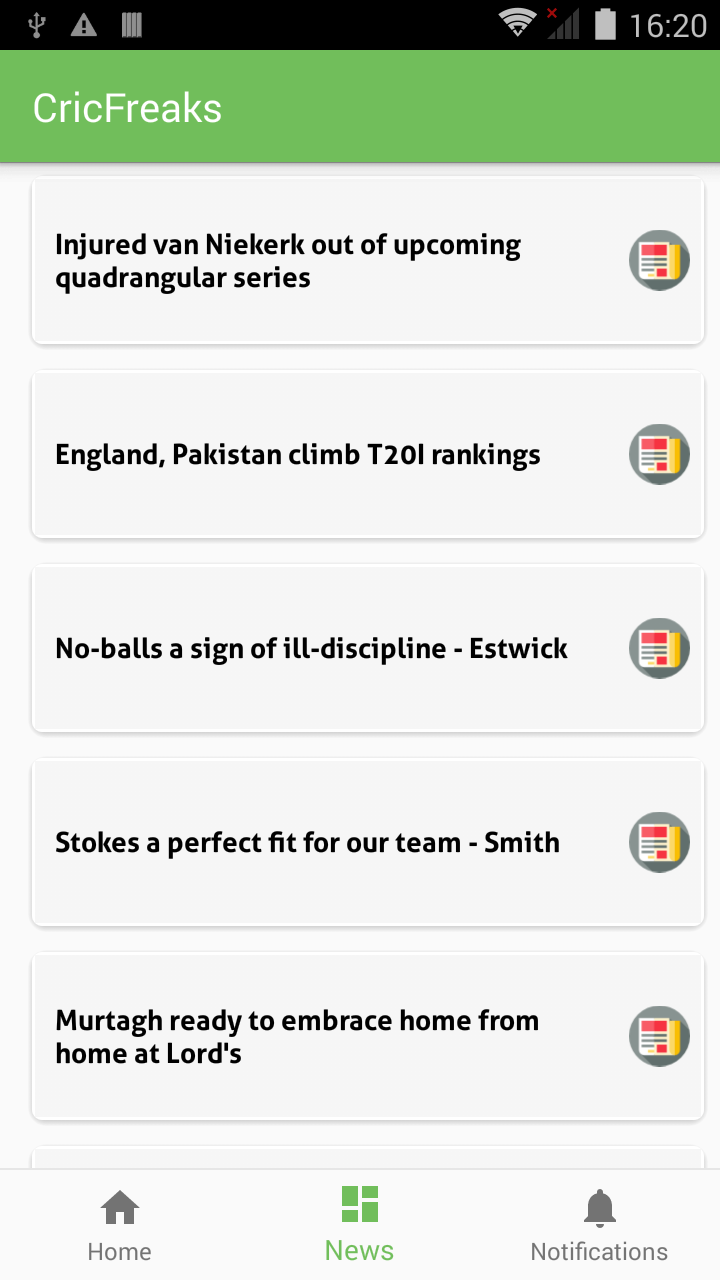 16:20
CricFreaks
Injured van Niekerk out of upcoming
quadrangular series
England, Pakistan climb T20I rankings
No-balls a sign of ill-discipline - Estwick
Stokes a perfect fit for our team - Smith
Murtagh ready to embrace home from
home at Lord's
Home
News
Notifications